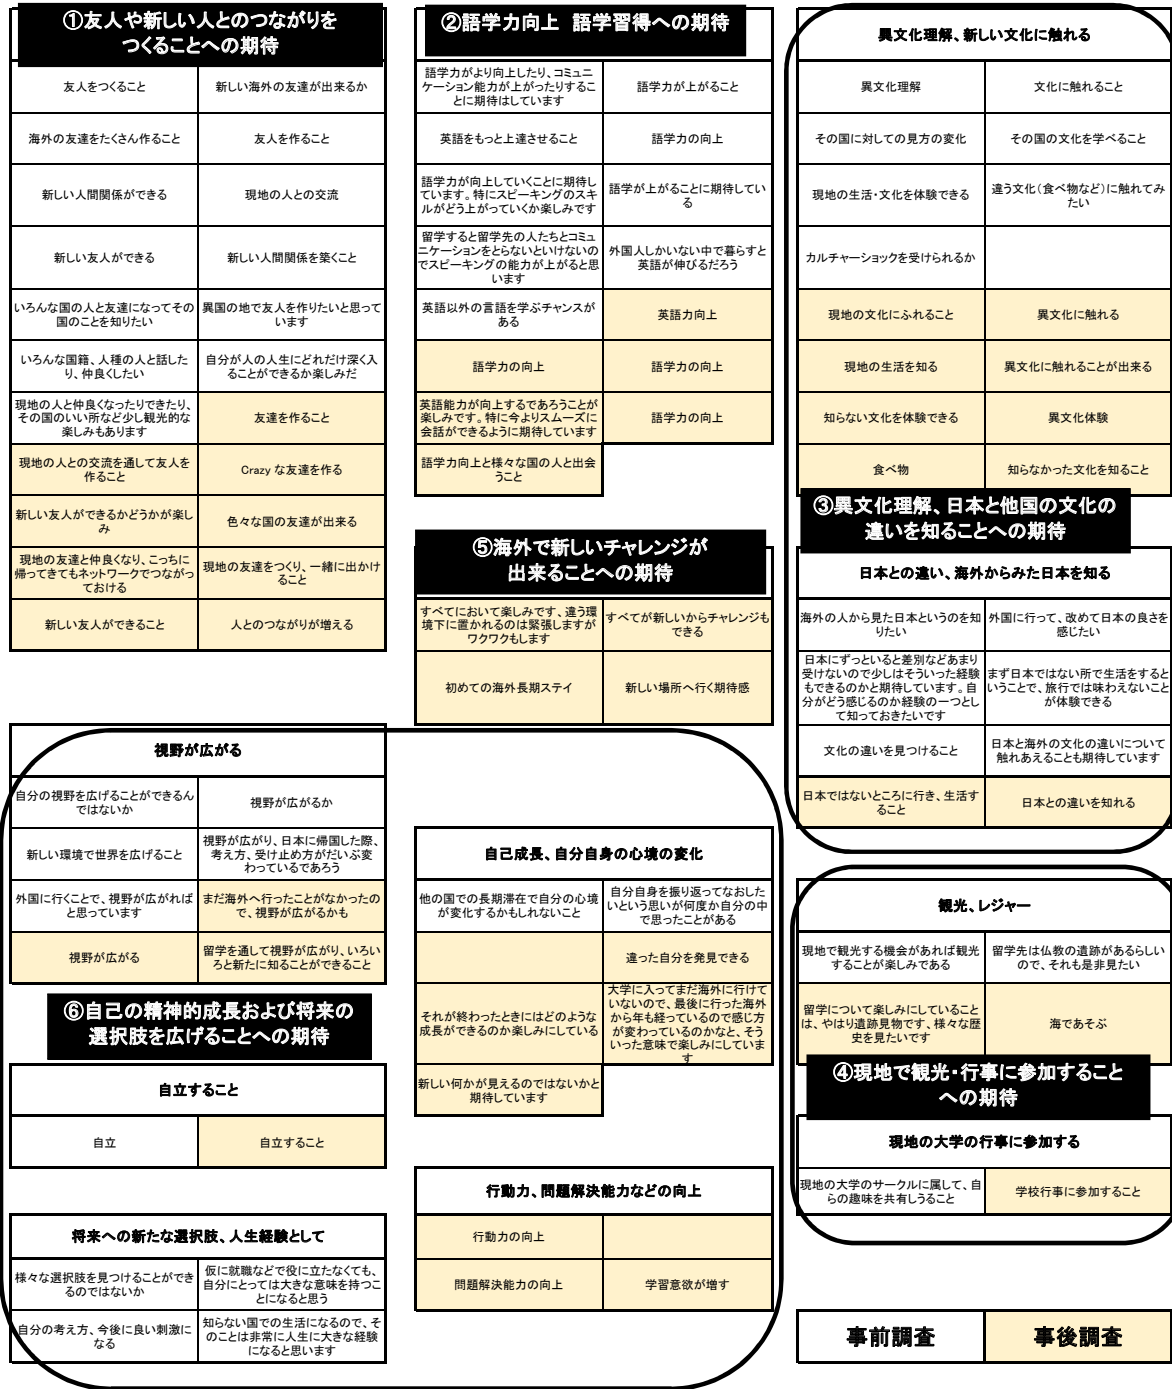 ①友人や新しい人とのつながりを
つくることへの期待
友人をつくること
新しい海外の友達が出来るか
海外の友達をたくさん作ること
友人を作ること
新しい人間関係ができる
現地の人との交流
新しい友人ができる
新しい人間関係を築くこと
いろんな国の人と友達になってその
国のことを知りたい
異国の地で友人を作りたいと思って
います
いろんな国籍、人種の人と話した
り、仲良くしたい
自分が人の人生にどれだけ深く入
ることができるか楽しみだ
現地の人と仲良くなったりできたり、
その国のいい所など少し観光的な
楽しみもあります
友達を作ること
現地の人との交流を通して友人を
作ること
Crazy な友達を作る
新しい友人ができるかどうかが楽し
み
色々な国の友達が出来る
現地の友達と仲良くなり、こっちに
帰ってきてもネットワークでつながっ
ておける
現地の友達をつくり、一緒に出かけ
ること
新しい友人ができること
人とのつながりが増える
②語学力向上 語学習得への期待
語学力がより向上したり、コミュニ
ケーション能力が上がったりするこ
とに期待はしています
語学力が上がること
英語をもっと上達させること
語学力の向上
語学力が向上していくことに期待し
ています。特にスピーキングのスキ
ルがどう上がっていくか楽しみです
語学が上がることに期待してい
る
留学すると留学先の人たちとコミュ
ニケーションをとらないといけないの
でスピーキングの能力が上がると思
います
外国人しかいない中で暮らすと
英語が伸びるだろう
英語以外の言語を学ぶチャンスが
ある
英語力向上
語学力の向上
語学力の向上
英語能力が向上するであろうことが
楽しみです。特に今よりスムーズに
会話ができるように期待しています
語学力の向上
語学力向上と様々な国の人と出会
うこと
⑤海外で新しいチャレンジが
出来ることへの期待
すべてにおいて楽しみです、違う環
境下に置かれるのは緊張しますが
ワクワクもします
すべてが新しいからチャレンジも
できる
初めての海外長期ステイ
新しい場所へ行く期待感
異文化理解、新しい文化に触れる
異文化理解
文化に触れること
その国に対しての見方の変化
その国の文化を学べること
現地の生活・文化を体験できる
違う文化（食べ物など）に触れてみ
たい
カルチャーショックを受けられるか
現地の文化にふれること
異文化に触れる
現地の生活を知る
異文化に触れることが出来る
知らない文化を体験できる
異文化体験
食べ物
知らなかった文化を知ること
③異文化理解、日本と他国の文化の
違いを知ることへの期待
日本との違い、海外からみた日本を知る
海外の人から見た日本というのを知
りたい
外国に行って、改めて日本の良さを
感じたい
日本にずっといると差別などあまり
受けないので少しはそういった経験
もできるのかと期待しています。自
分がどう感じるのか経験の一つとし
て知っておきたいです
まず日本ではない所で生活をすると
いうことで、旅行では味わえないこと
が体験できる
文化の違いを見つけること
日本と海外の文化の違いについて
触れあえることも期待しています
日本ではないところに行き、生活す
ること
日本との違いを知れる
視野が広がる
自分の視野を広げることができるん
ではないか
視野が広がるか
新しい環境で世界を広げること
視野が広がり、日本に帰国した際、
考え方、受け止め方がだいぶ変
わっているであろう
外国に行くことで、視野が広がれば
と思っています
まだ海外へ行ったことがなかったの
で、視野が広がるかも
視野が広がる
留学を通して視野が広がり、いろい
ろと新たに知ることができること
⑥自己の精神的成長および将来の
選択肢を広げることへの期待
自立すること
自立
自立すること
将来への新たな選択肢、人生経験として
様々な選択肢を見つけることができ
るのではないか
仮に就職などで役に立たなくても、
自分にとっては大きな意味を持つこ
とになると思う
自分の考え方、今後に良い刺激に
なる
知らない国での生活になるので、そ
のことは非常に人生に大きな経験
になると思います
自己成長、自分自身の心境の変化
他の国での長期滞在で自分の心境
が変化するかもしれないこと
自分自身を振り返ってなおした
いという思いが何度か自分の中
で思ったことがある
違った自分を発見できる
それが終わったときにはどのような
成長ができるのか楽しみにしている
大学に入ってまだ海外に行けて
いないので、最後に行った海外
から年も経っているので感じ方
が変わっているのかなと、そう
いった意味で楽しみにしていま
す
新しい何かが見えるのではないかと
期待しています
行動力、問題解決能力などの向上
行動力の向上
問題解決能力の向上
学習意欲が増す
観光、レジャー
現地で観光する機会があれば観光
することが楽しみである
留学先は仏教の遺跡があるらしい
ので、それも是非見たい
留学について楽しみにしていること
は、やはり遺跡見物です、様々な歴
史を見たいです
海であそぶ
④現地で観光・行事に参加すること
への期待
現地の大学の行事に参加する
現地の大学のサークルに属して、自
らの趣味を共有しうること
学校行事に参加すること
事前調査
事後調査